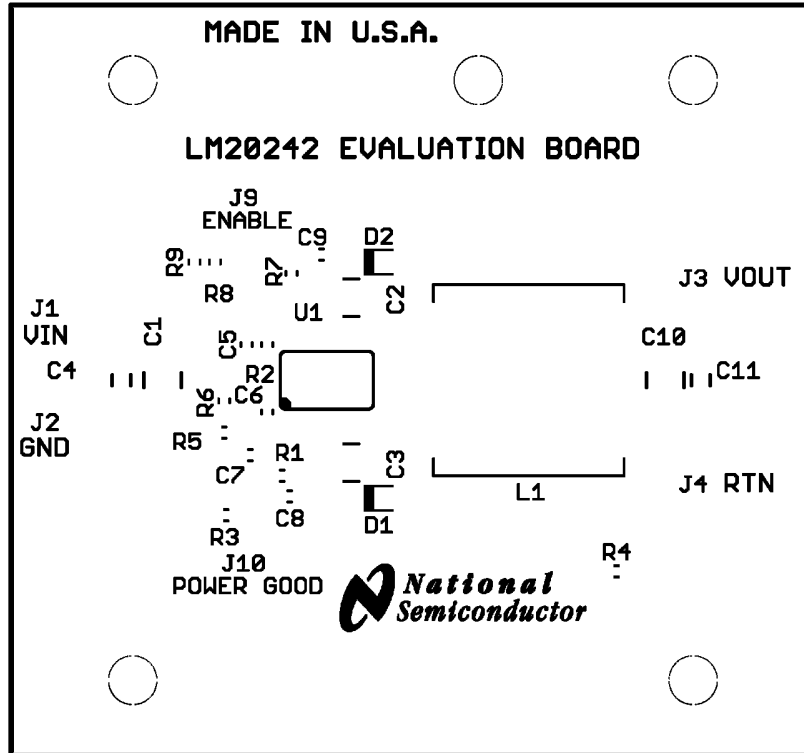 MADE IN U.S.A.
LM20242 EVALUATION BOARD
J9
ENABLE
C9
D2
R9
R8
R7
U1
C2
J3 VOUT
J1
VIN
C1
C4
C5
R2
C10
C11
R6
C6
J2
GND
R5
C7
R1
C3
C8
R3
D1
L1
J4 RTN
J10
POWER GOOD
R4
National
Semiconductor